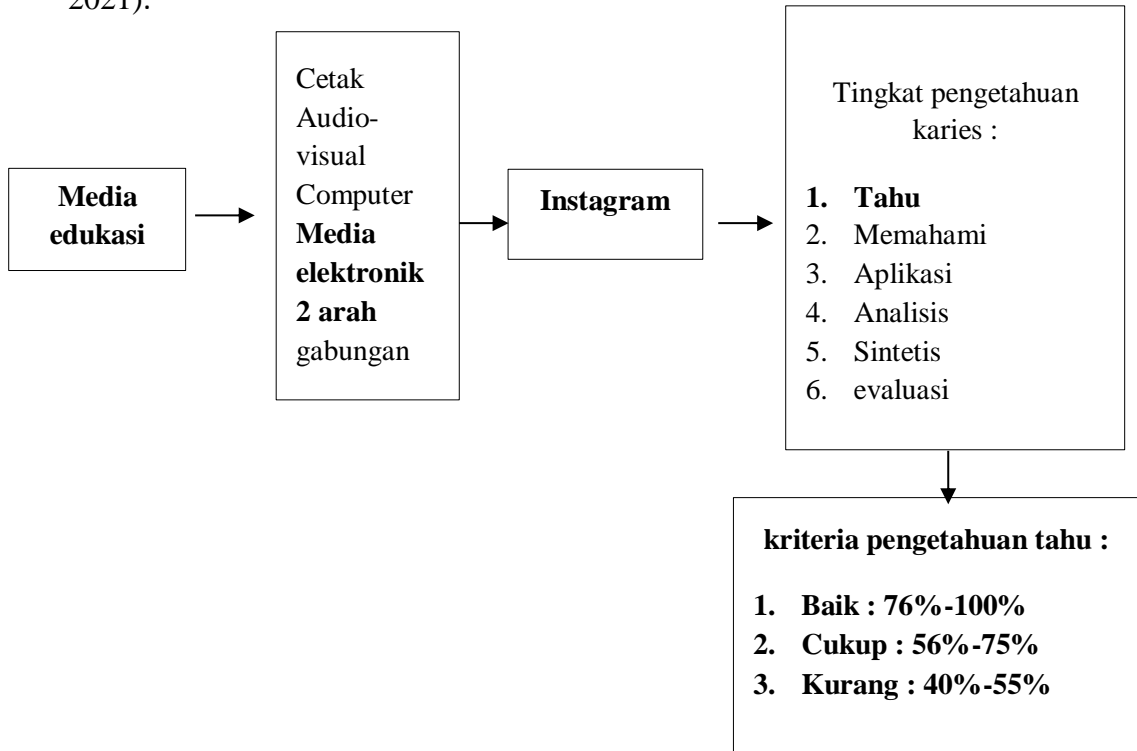 2021).
Media
edukasi
Cetak
Audio-
visual
Computer
Media
elektronik
2 arah
gabungan
Instagram
Tingkat pengetahuan
karies :
1. Tahu
2. Memahami
3. Aplikasi
4. Analisis
5. Sintetis
6. evaluasi
kriteria pengetahuan tahu :
1. Baik : 76%-100%
2. Cukup : 56%-75%
3. Kurang : 40%-55%